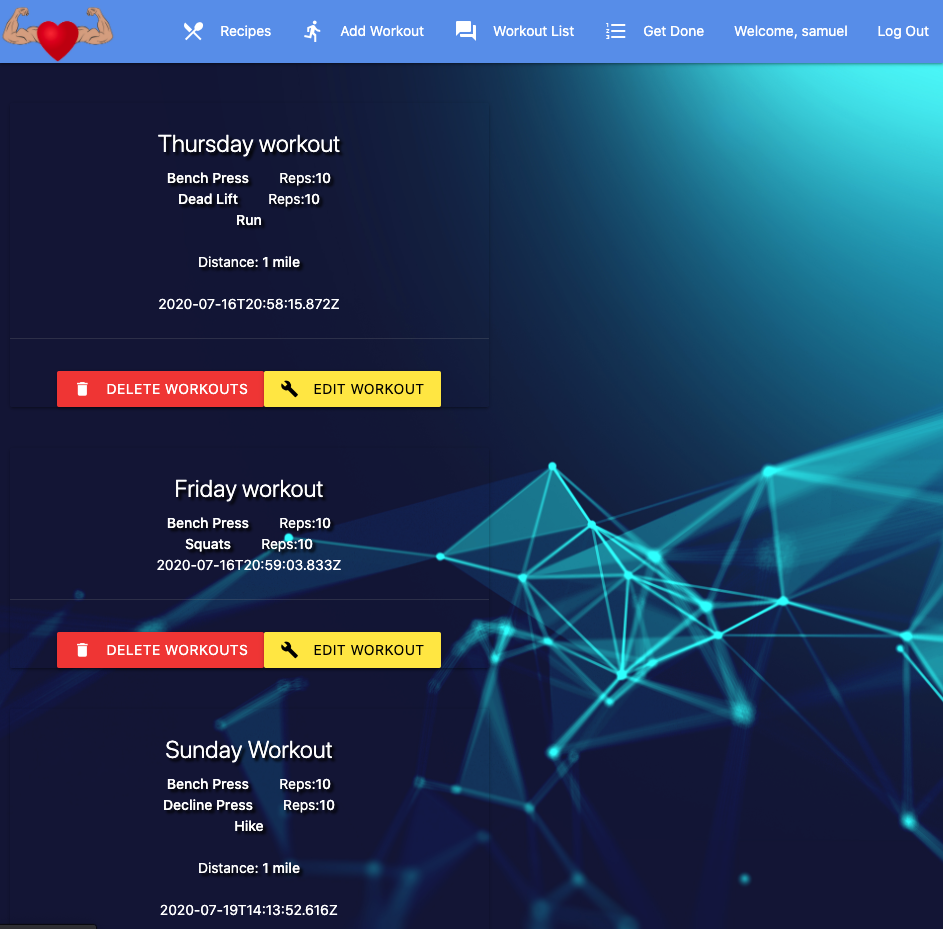 Recipes Add Workout Workout List Get Done Welcome, samuel Log Out
Thursday workout
Bench Press Reps:10
Dead Lift Reps:10
Run
Distance: 1 mile
2020-07-16T20:58:15.872Z
DELETE WORKOUTS EDIT WORKOUT
Friday workout
Bench Press Reps:10
Squats Reps:10
2020-07-16T20:59:03.833Z
DELETE WORKOUTS EDIT WORKOUT
Sunday Workout
Bench Press Reps:10
Decline Press Reps:10
Hike
Distance: 1 mile
2020-07-19T14:13:52.616Z